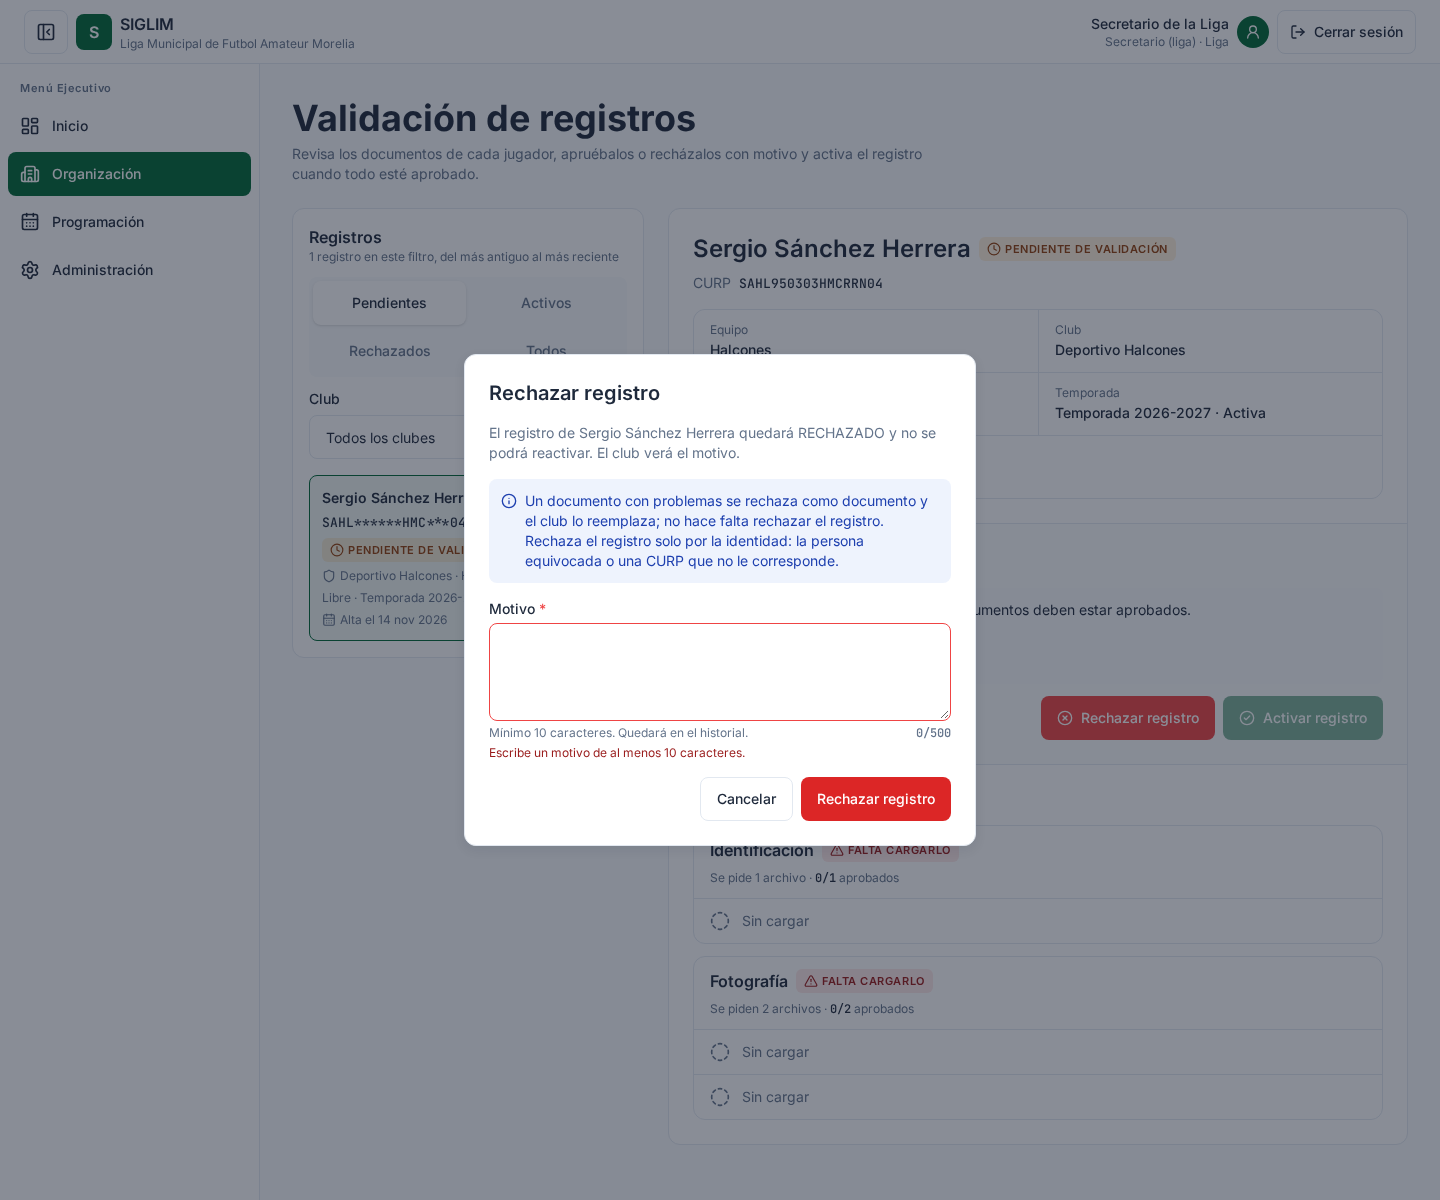 S
SIGLIM
Liga Municipal de Futbol Amateur Morelia
Secretario de la Liga
Secretario (liga) · Liga
Cerrar sesión
Menú Ejecutivo
Inicio
Organización
Programación
Administración
Validación de registros
Revisa los documentos de cada jugador, apruébalos o recházalos con motivo y activa el registro
cuando todo esté aprobado.
Registros
1 registro en este filtro, del más antiguo al más reciente
Pendientes
Activos
Rechazados
Todos
Club
Todos los clubes
Sergio Sánchez Herr
SAHL******HMC***04
PENDIENTE DE VALI
Deportivo Halcones ·
Libre · Temporada 2026-
Alta el 14 nov 2026
Sergio Sánchez Herrera
PENDIENTE DE VALIDACIÓN
CURP SAHL950303HMCRRN04
Equipo
Halcones
Club
Deportivo Halcones
Temporada
Temporada 2026-2027 · Activa
umentos deben estar aprobados.
Rechazar registro
Activar registro
Identificación
FALTA CARGARLO
Se pide 1 archivo · 0/1 aprobados
Sin cargar
Fotografía
FALTA CARGARLO
Se piden 2 archivos · 0/2 aprobados
Sin cargar
Sin cargar
Rechazar registro
El registro de Sergio Sánchez Herrera quedará RECHAZADO y no se
podrá reactivar. El club verá el motivo.
Un documento con problemas se rechaza como documento y
el club lo reemplaza; no hace falta rechazar el registro.
Rechaza el registro solo por la identidad: la persona
equivocada o una CURP que no le corresponde.
Motivo *
Mínimo 10 caracteres. Quedará en el historial.
0/500
Escribe un motivo de al menos 10 caracteres.
Cancelar
Rechazar registro